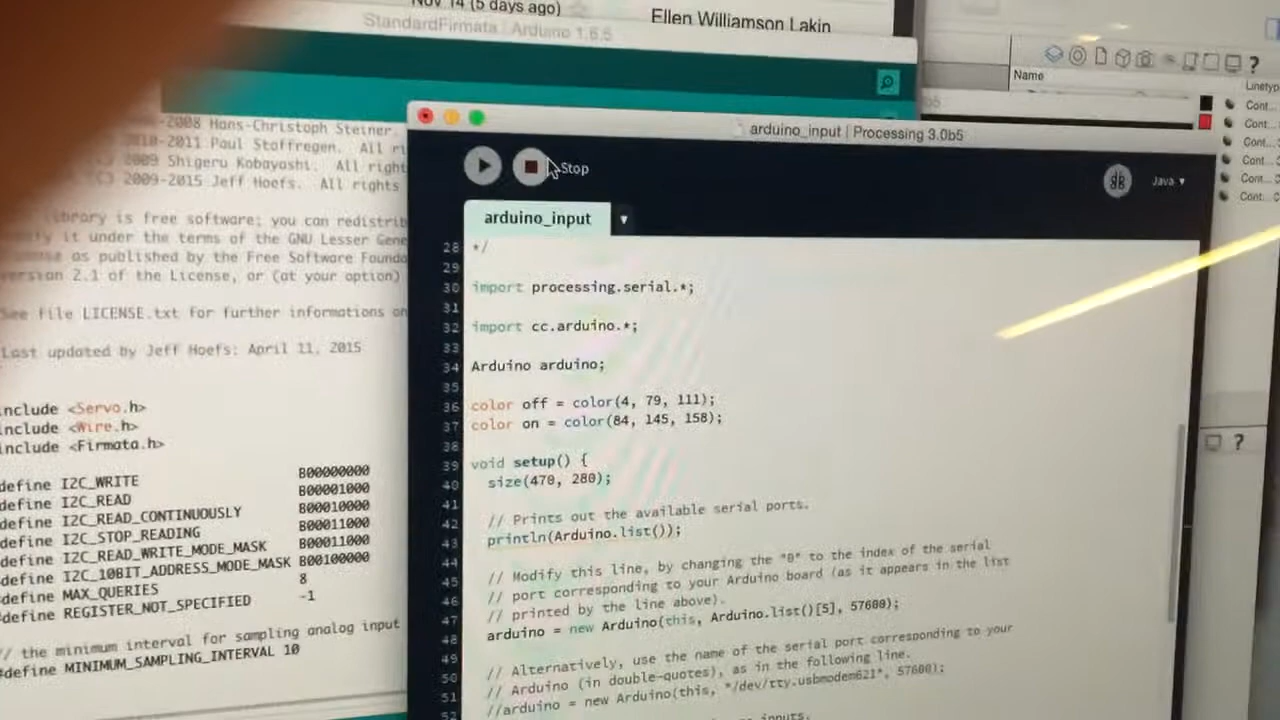 Nov 14 (5 days ago)
Ellen Williamson Lakin
StandardFirmata | Arduino 1.6.5
Name
Linetyp
Cont...
Cont...
Cont...
Cont...
Cont...
Cont...
-2008 Hans-Christoph Steiner.
2010-2011 Paul Stoffregen. All ri
2009 Shigeru Kobayashi. All right
(C) 2009-2015 Jeff Hoefs. All rights
library is free software; you can redistrib
it under the terms of the GNU Lesser Gene
as published by the Free Software Founda
version 2.1 of the License, or (at your option)
See file LICENSE.txt for further informations on
Last updated by Jeff Hoefs: April 11, 2015
include <Servo.h>
include <Wire.h>
include <Firmata.h>
define I2C_WRITE B00000000
define I2C_READ B00001000
define I2C_READ_CONTINUOUSLY B00010000
define I2C_STOP_READING B00011000
define I2C_READ_WRITE_MODE_MASK B00011000
define I2C_10BIT_ADDRESS_MODE_MASK B00100000
define MAX_QUERIES 8
define REGISTER_NOT_SPECIFIED -1
// the minimum interval for sampling analog input
#define MINIMUM_SAMPLING_INTERVAL 10
arduino_input | Processing 3.0b5
Stop
Java ▾
arduino_input
28 */
29
30 import processing.serial.*;
31
32 import cc.arduino.*;
33
34 Arduino arduino;
35
36 color off = color(4, 79, 111);
37 color on = color(84, 145, 158);
38
39 void setup() {
40 size(470, 280);
41
42 // Prints out the available serial ports.
43 println(Arduino.list());
44
45 // Modify this line, by changing the "0" to the index of the serial
46 // port corresponding to your Arduino board (as it appears in the list
47 // printed by the line above).
48 arduino = new Arduino(this, Arduino.list()[5], 57600);
49
50 // Alternatively, use the name of the serial port corresponding to your
51 // Arduino (in double-quotes), as in the following line.
52 //arduino = new Arduino(this, "/dev/tty.usbmodem621", 57600);
inputs.